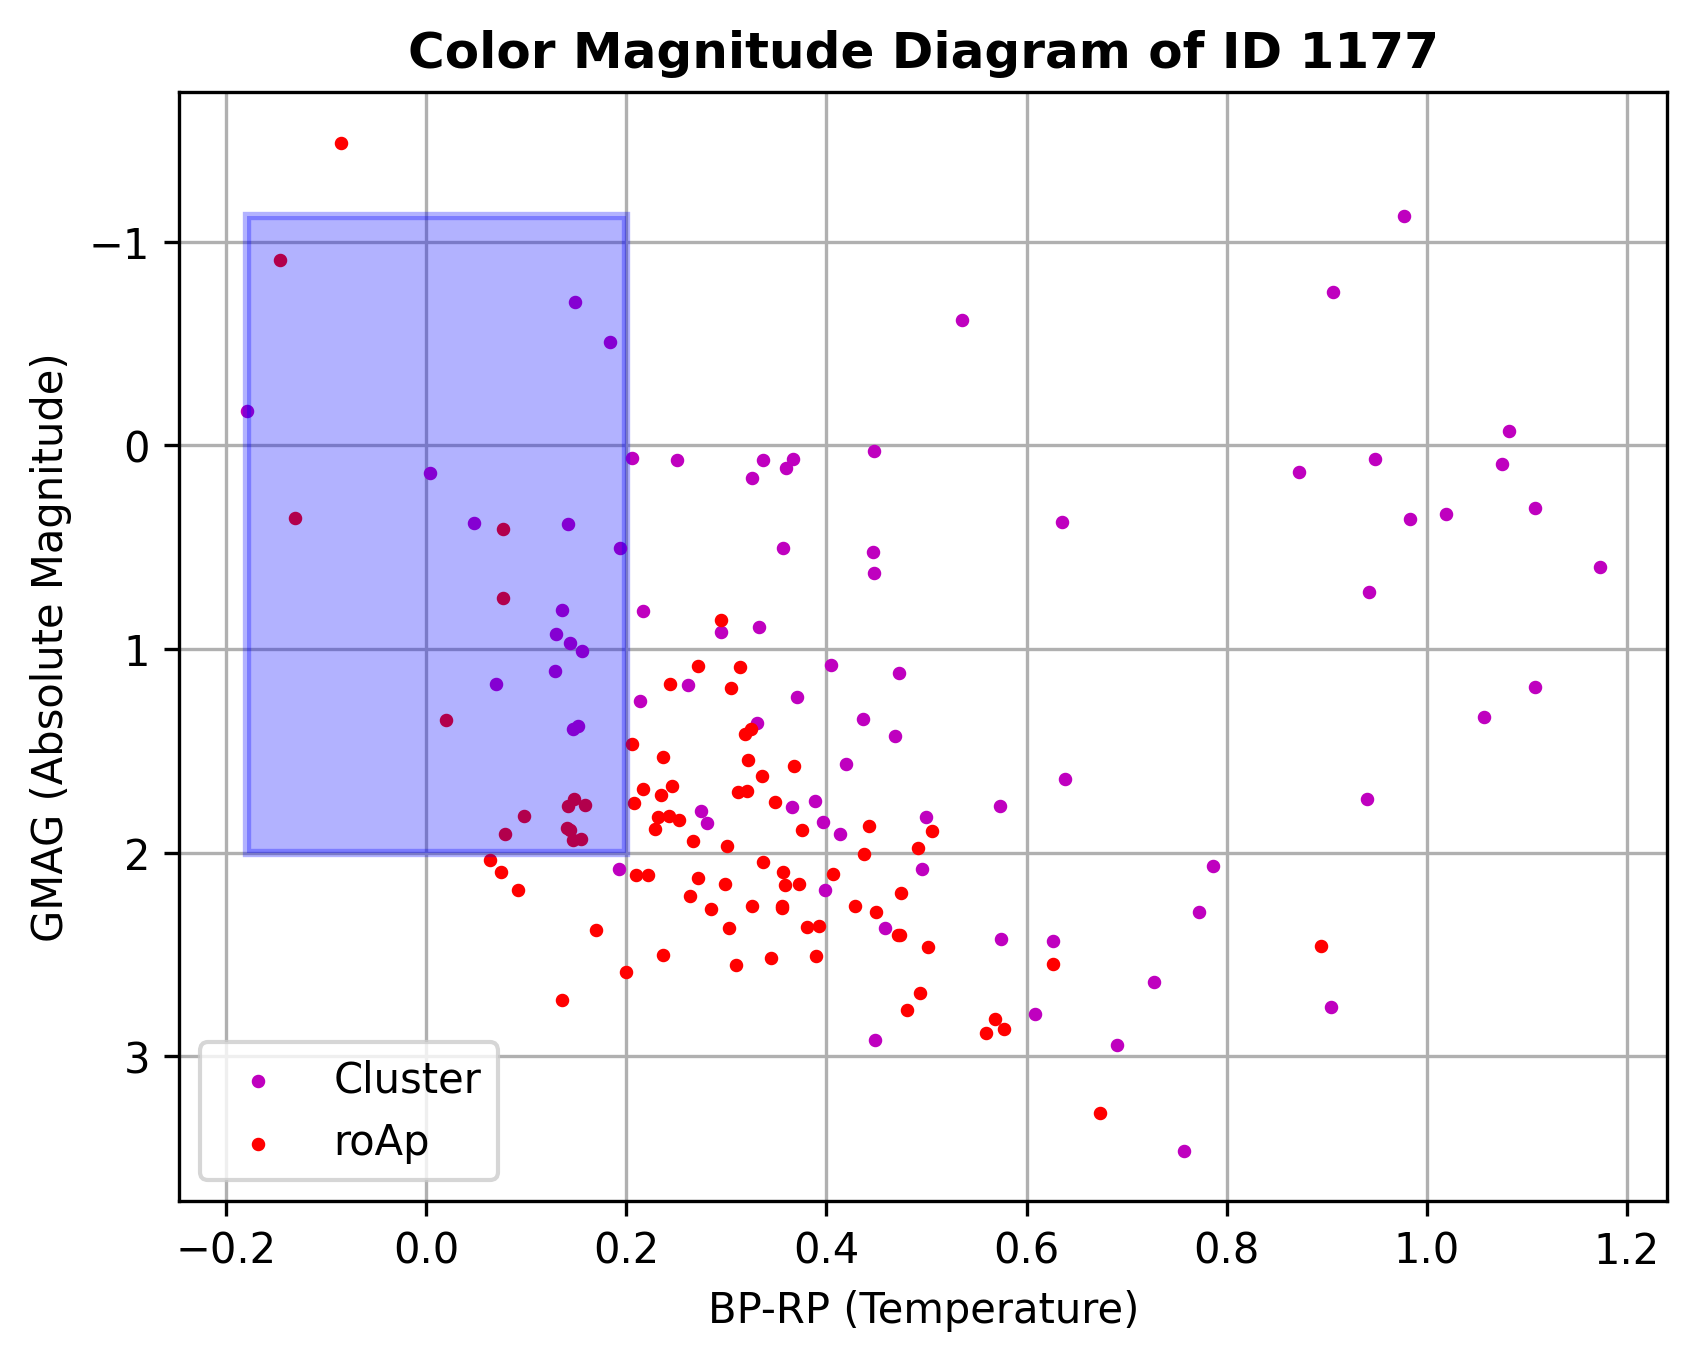 Color Magnitude Diagram of ID 1177
GMAG (Absolute Magnitude)
−1
0
1
2
3
Cluster
roAp
−0.2 0.0 0.2 0.4 0.6 0.8 1.0 1.2
BP-RP (Temperature)